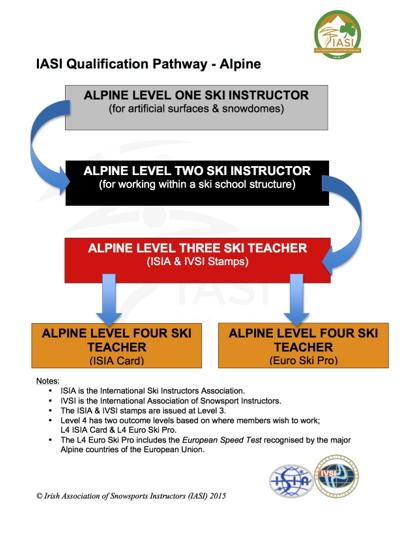 IASI
IASI Qualification Pathway - Alpine
ALPINE LEVEL ONE SKI INSTRUCTOR
(for artificial surfaces & snowdomes)
ALPINE LEVEL TWO SKI INSTRUCTOR
(for working within a ski school structure)
ALPINE LEVEL THREE SKI TEACHER
(ISIA & IVSI Stamps)
IASI
ALPINE LEVEL FOUR SKI
TEACHER
(ISIA Card)
ALPINE LEVEL FOUR SKI
TEACHER
(Euro Ski Pro)
Notes:
• ISIA is the International Ski Instructors Association.
• IVSI is the International Association of Snowsport Instructors.
• The ISIA & IVSI stamps are issued at Level 3.
• Level 4 has two outcome levels based on where members wish to work;
L4 ISIA Card & L4 Euro Ski Pro.
• The L4 Euro Ski Pro includes the European Speed Test recognised by the major
Alpine countries of the European Union.
ISIA
IVSI
© Irish Association of Snowsports Instructors (IASI) 2015